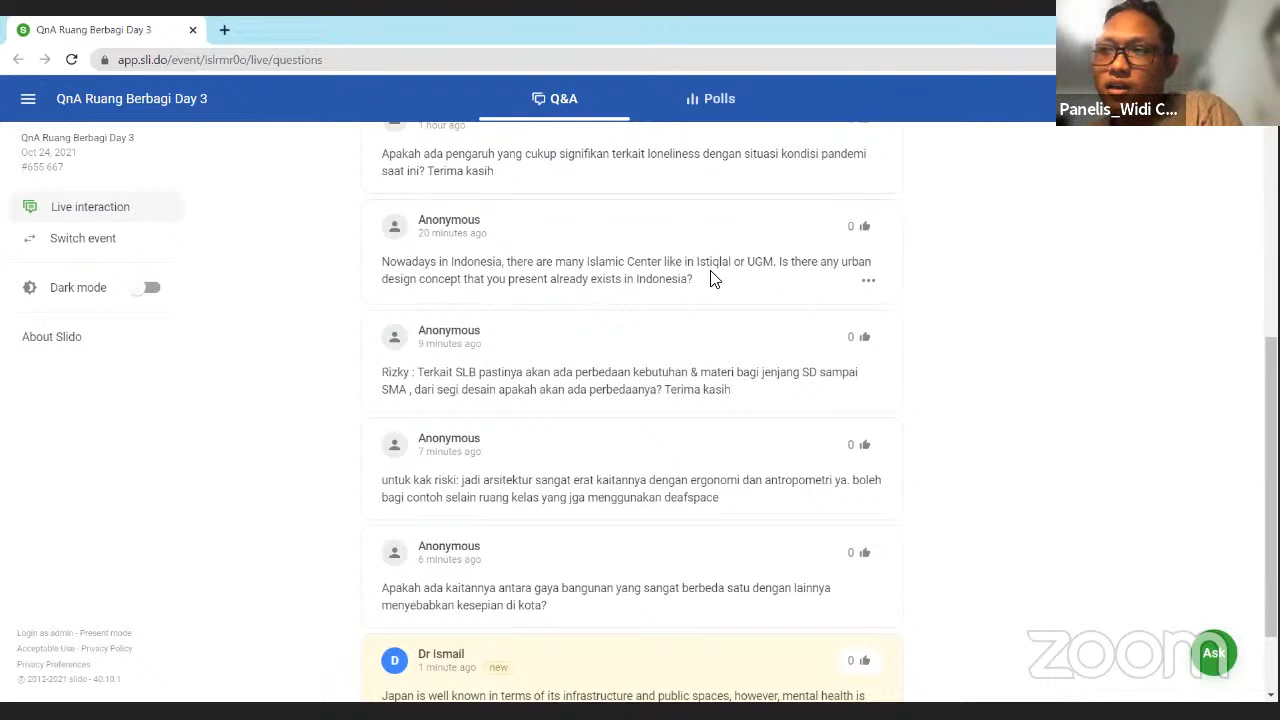 QnA Ruang Berbagi Day 3
app.sli.do/event/islrmr0o/live/questions
QnA Ruang Berbagi Day 3
Q&A
Polls
Panelis_Widi C...
QnA Ruang Berbagi Day 3
Oct 24, 2021
#655 667
Live interaction
Switch event
Dark mode
About Slido
1 hour ago
Apakah ada pengaruh yang cukup signifikan terkait loneliness dengan situasi kondisi pandemi
saat ini? Terima kasih
Anonymous
20 minutes ago
0
Nowadays in Indonesia, there are many Islamic Center like in Istiqlal or UGM. Is there any urban
design concept that you present already exists in Indonesia?
Anonymous
9 minutes ago
0
Rizky : Terkait SLB pastinya akan ada perbedaan kebutuhan & materi bagi jenjang SD sampai
SMA , dari segi desain apakah akan ada perbedaanya? Terima kasih
Anonymous
7 minutes ago
0
untuk kak riski: jadi arsitektur sangat erat kaitannya dengan ergonomi dan antropometri ya. boleh
bagi contoh selain ruang kelas yang jga menggunakan deafspace
Anonymous
6 minutes ago
0
Apakah ada kaitannya antara gaya bangunan yang sangat berbeda satu dengan lainnya
menyebabkan kesepian di kota?
D
Dr Ismail
1 minute ago new
0
Japan is well known in terms of its infrastructure and public spaces, however, mental health is
Login as admin - Present mode
Acceptable Use - Privacy Policy
Privacy Preferences
© 2012-2021 slido - 40.10.1
zoom
Ask